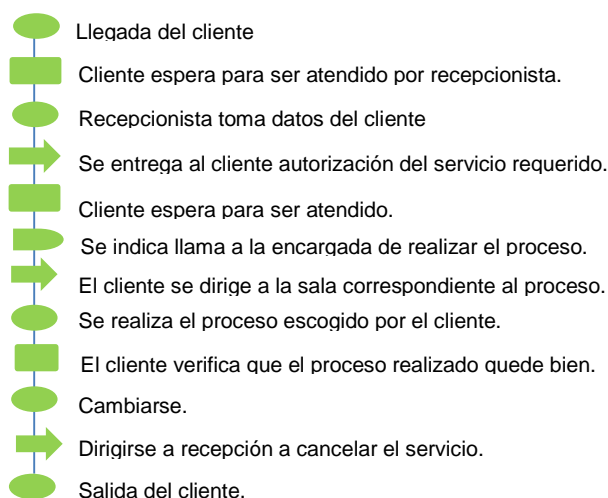 Llegada del cliente
Cliente espera para ser atendido por recepcionista.
Recepcionista toma datos del cliente
Se entrega al cliente autorización del servicio requerido.
Cliente espera para ser atendido.
Se indica llama a la encargada de realizar el proceso.
El cliente se dirige a la sala correspondiente al proceso.
Se realiza el proceso escogido por el cliente.
El cliente verifica que el proceso realizado quede bien.
Cambiarse.
Dirigirse a recepción a cancelar el servicio.
Salida del cliente.